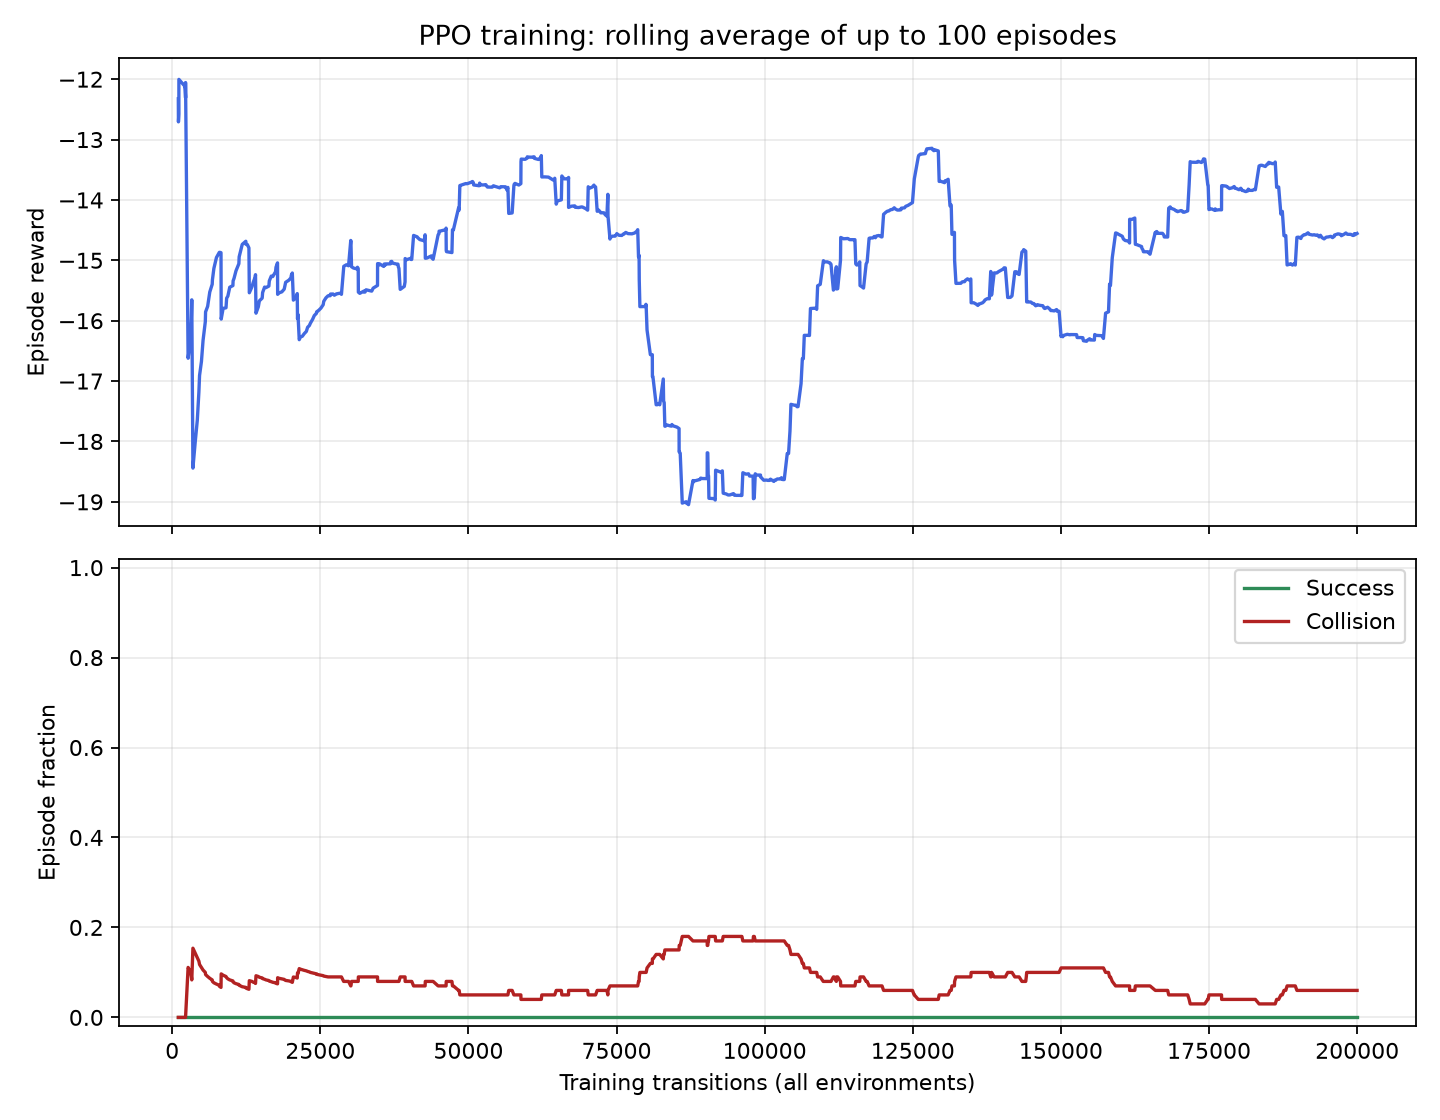 PPO training: rolling average of up to 100 episodes
−12
−13
−14
−15
−16
−17
−18
−19
Episode reward
1.0
0.8
0.6
0.4
0.2
0.0
Episode fraction
Success
Collision
0 25000 50000 75000 100000 125000 150000 175000 200000
Training transitions (all environments)